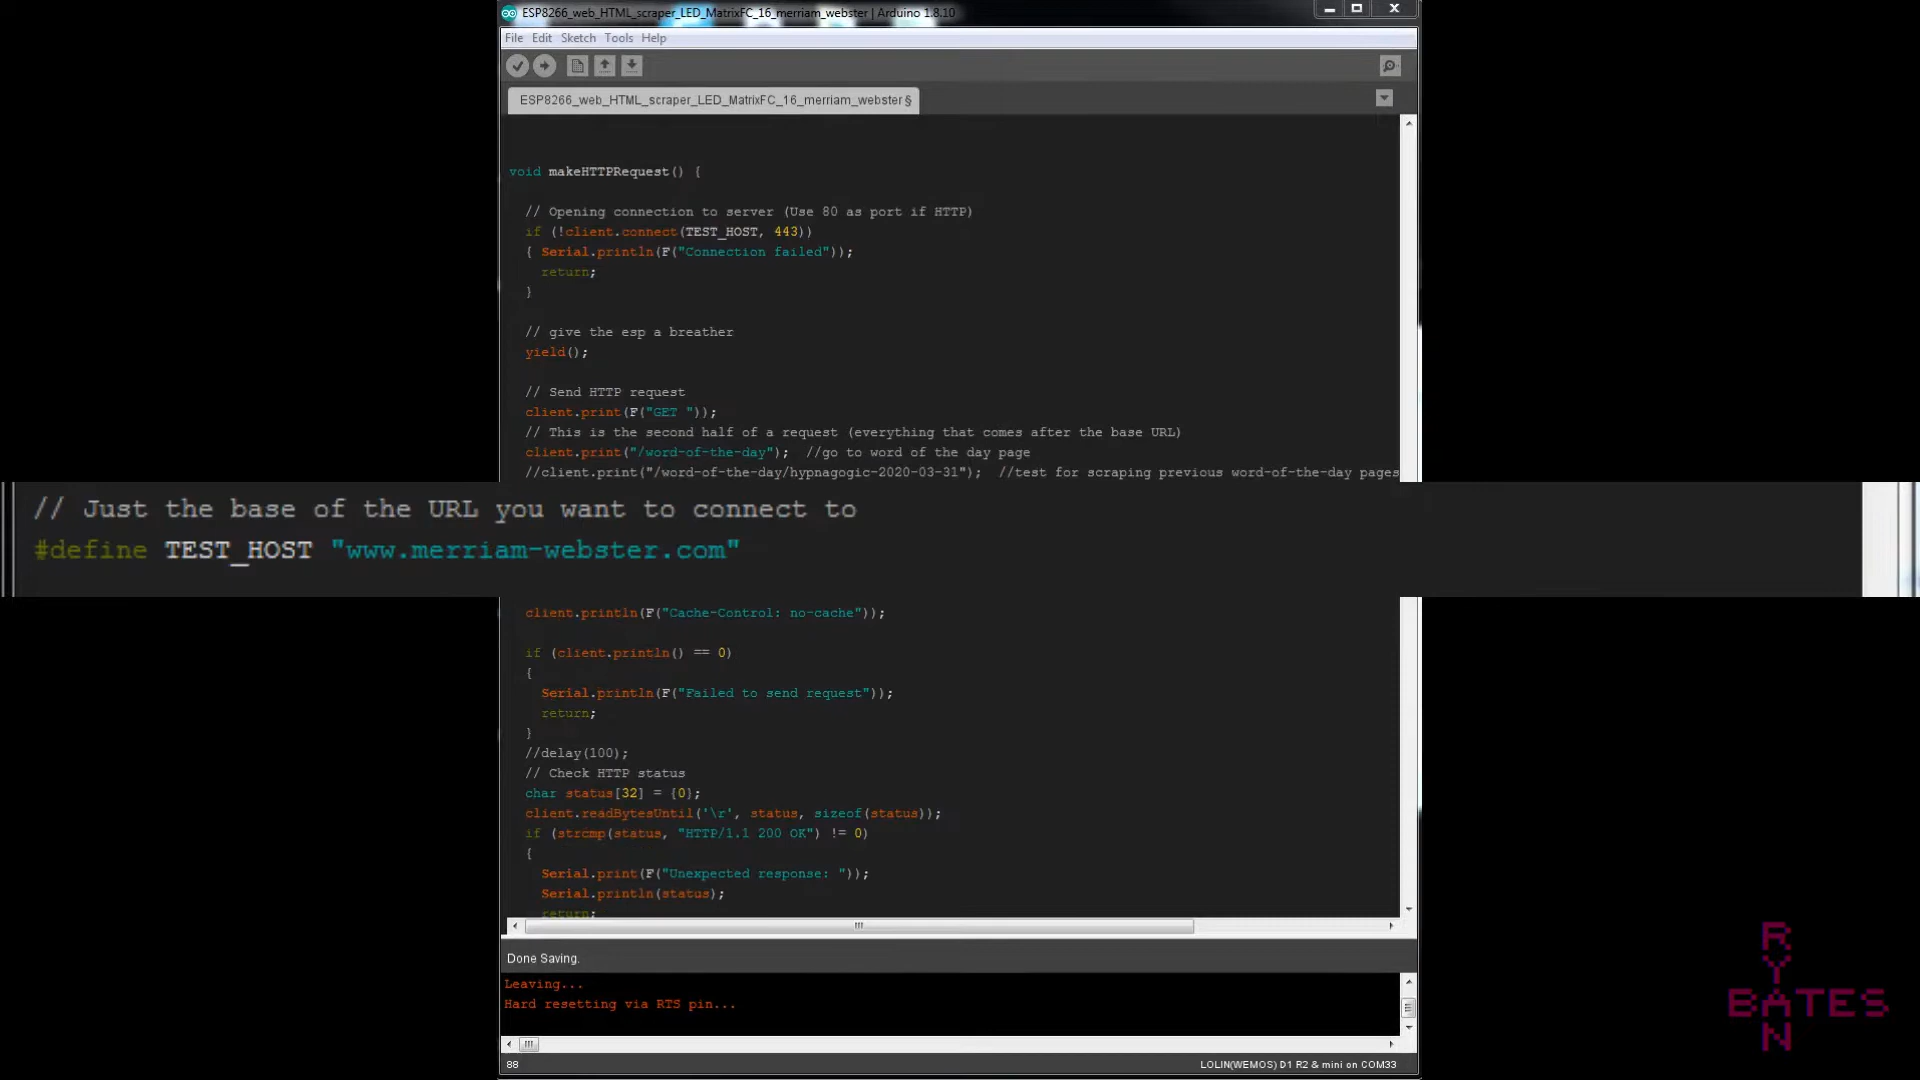 ESP8266_web_HTML_scraper_LED_MatrixFC_16_merriam_webster | Arduino 1.8.10
File Edit Sketch Tools Help
ESP8266_web_HTML_scraper_LED_MatrixFC_16_merriam_webster§
void makeHTTPRequest() {
// Opening connection to server (Use 80 as port if HTTP)
if (!client.connect(TEST_HOST, 443))
{ Serial.println(F("Connection failed"));
return;
}
// give the esp a breather
yield();
// Send HTTP request
client.print(F("GET "));
// This is the second half of a request (everything that comes after the base URL)
client.print("/word-of-the-day"); //go to word of the day page
//client.print("/word-of-the-day/hypnagogic-2020-03-31"); //test for scraping previous word-of-the-day pages
// Just the base of the URL you want to connect to
#define TEST_HOST "www.merriam-webster.com"
client.println(F("Cache-Control: no-cache"));
if (client.println() == 0)
{
Serial.println(F("Failed to send request"));
return;
}
//delay(100);
// Check HTTP status
char status[32] = {0};
client.readBytesUntil('\r', status, sizeof(status));
if (strcmp(status, "HTTP/1.1 200 OK") != 0)
{
Serial.print(F("Unexpected response: "));
Serial.println(status);
return;
Done Saving.
Leaving...
Hard resetting via RTS pin...
88
LOLIN(WEMOS) D1 R2 & mini on COM33
RYAN
BATES